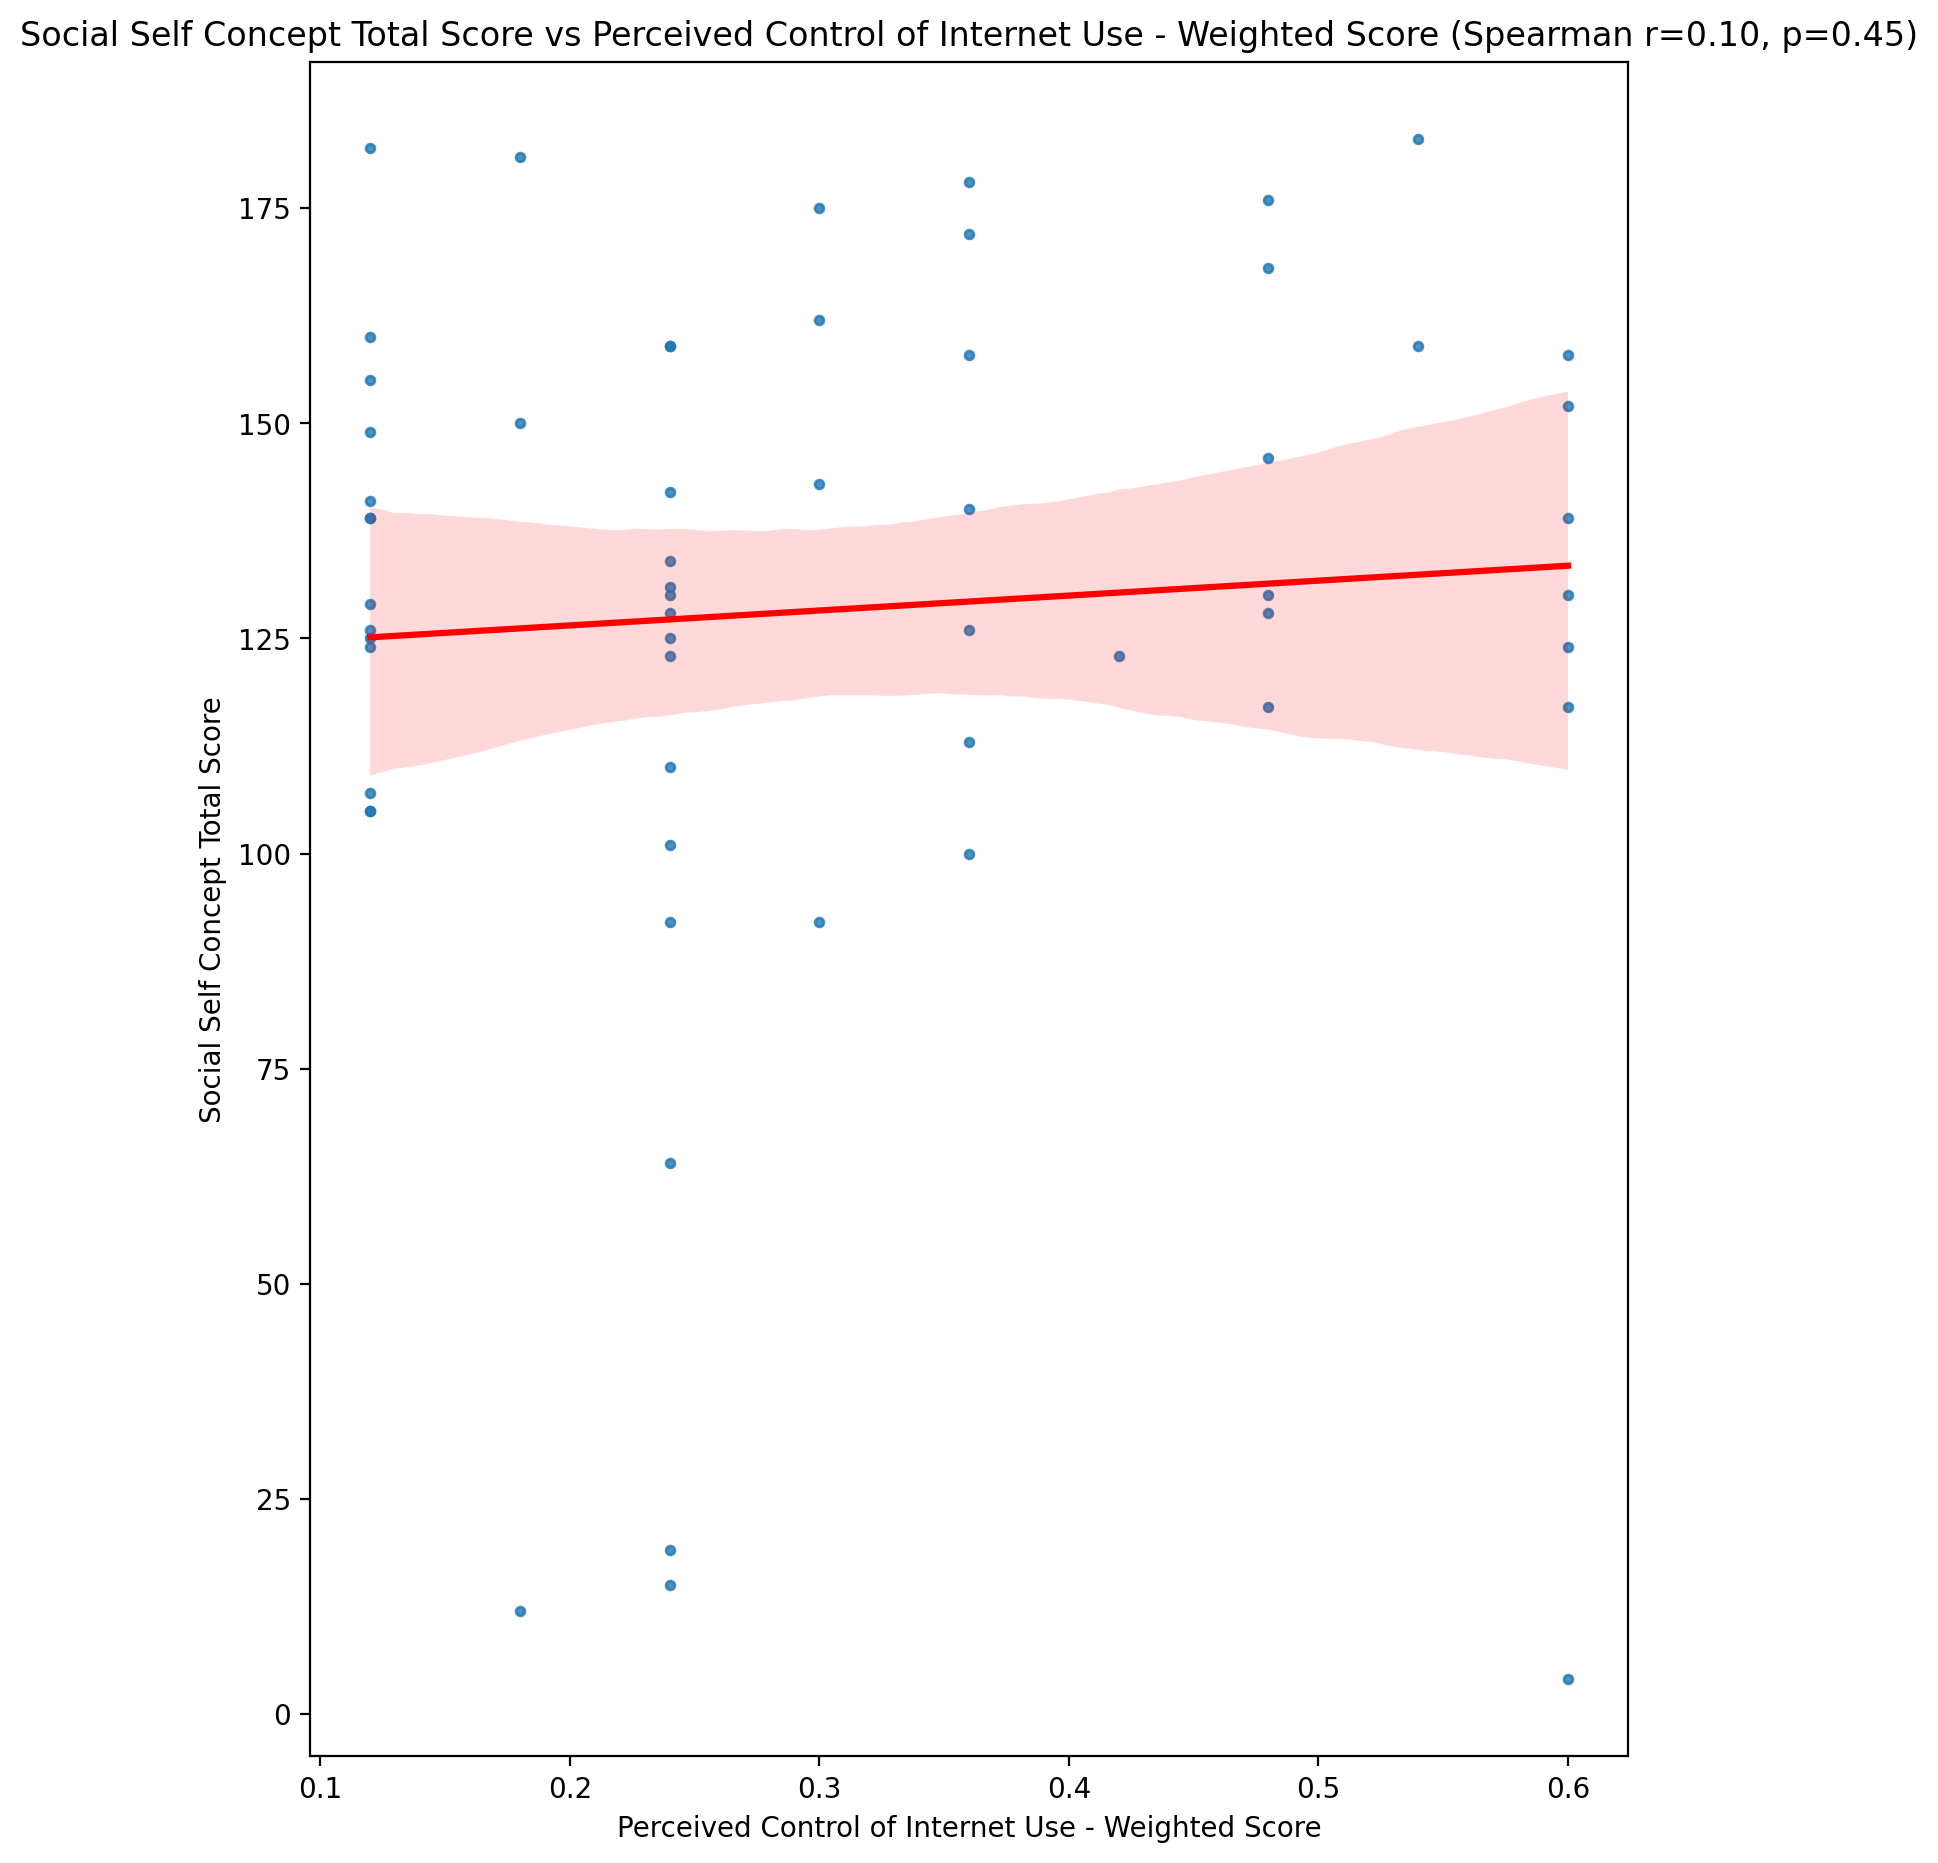 Social Self Concept Total Score vs Perceived Control of Internet Use - Weighted Score (Spearman r=0.10, p=0.45)
Social Self Concept Total Score
175
150
125
100
75
50
25
0
0.1 0.2 0.3 0.4 0.5 0.6
Perceived Control of Internet Use - Weighted Score